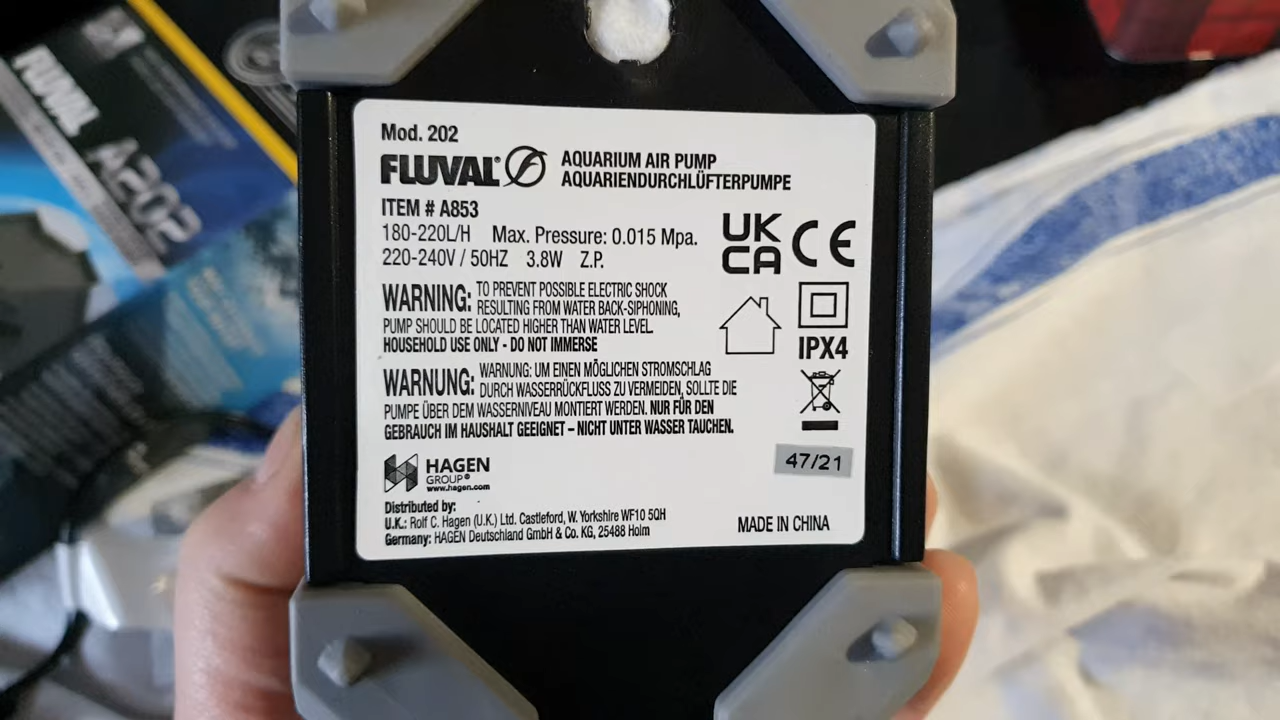 FLUVAL
A202
Mod. 202
FLUVAL®
AQUARIUM AIR PUMP
AQUARIENDURCHLÜFTERPUMPE
ITEM # A853
180-220L/H Max. Pressure: 0.015 Mpa.
220-240V / 50HZ 3.8W Z.P.
UK
CA
CE
WARNING: TO PREVENT POSSIBLE ELECTRIC SHOCK
RESULTING FROM WATER BACK-SIPHONING,
PUMP SHOULD BE LOCATED HIGHER THAN WATER LEVEL.
HOUSEHOLD USE ONLY - DO NOT IMMERSE
IPX4
WARNUNG: WARNUNG: UM EINEN MÖGLICHEN STROMSCHLAG
DURCH WASSERRÜCKFLUSS ZU VERMEIDEN, SOLLTE DIE
PUMPE ÜBER DEM WASSERNIVEAU MONTIERT WERDEN. NUR FÜR DEN
GEBRAUCH IM HAUSHALT GEEIGNET – NICHT UNTER WASSER TAUCHEN.
47/21
HAGEN
GROUP®
www.hagen.com
Distributed by:
U.K.: Rolf C. Hagen (U.K.) Ltd. Castleford, W. Yorkshire WF10 5QH
Germany: HAGEN Deutschland GmbH & Co. KG, 25488 Holm
MADE IN CHINA